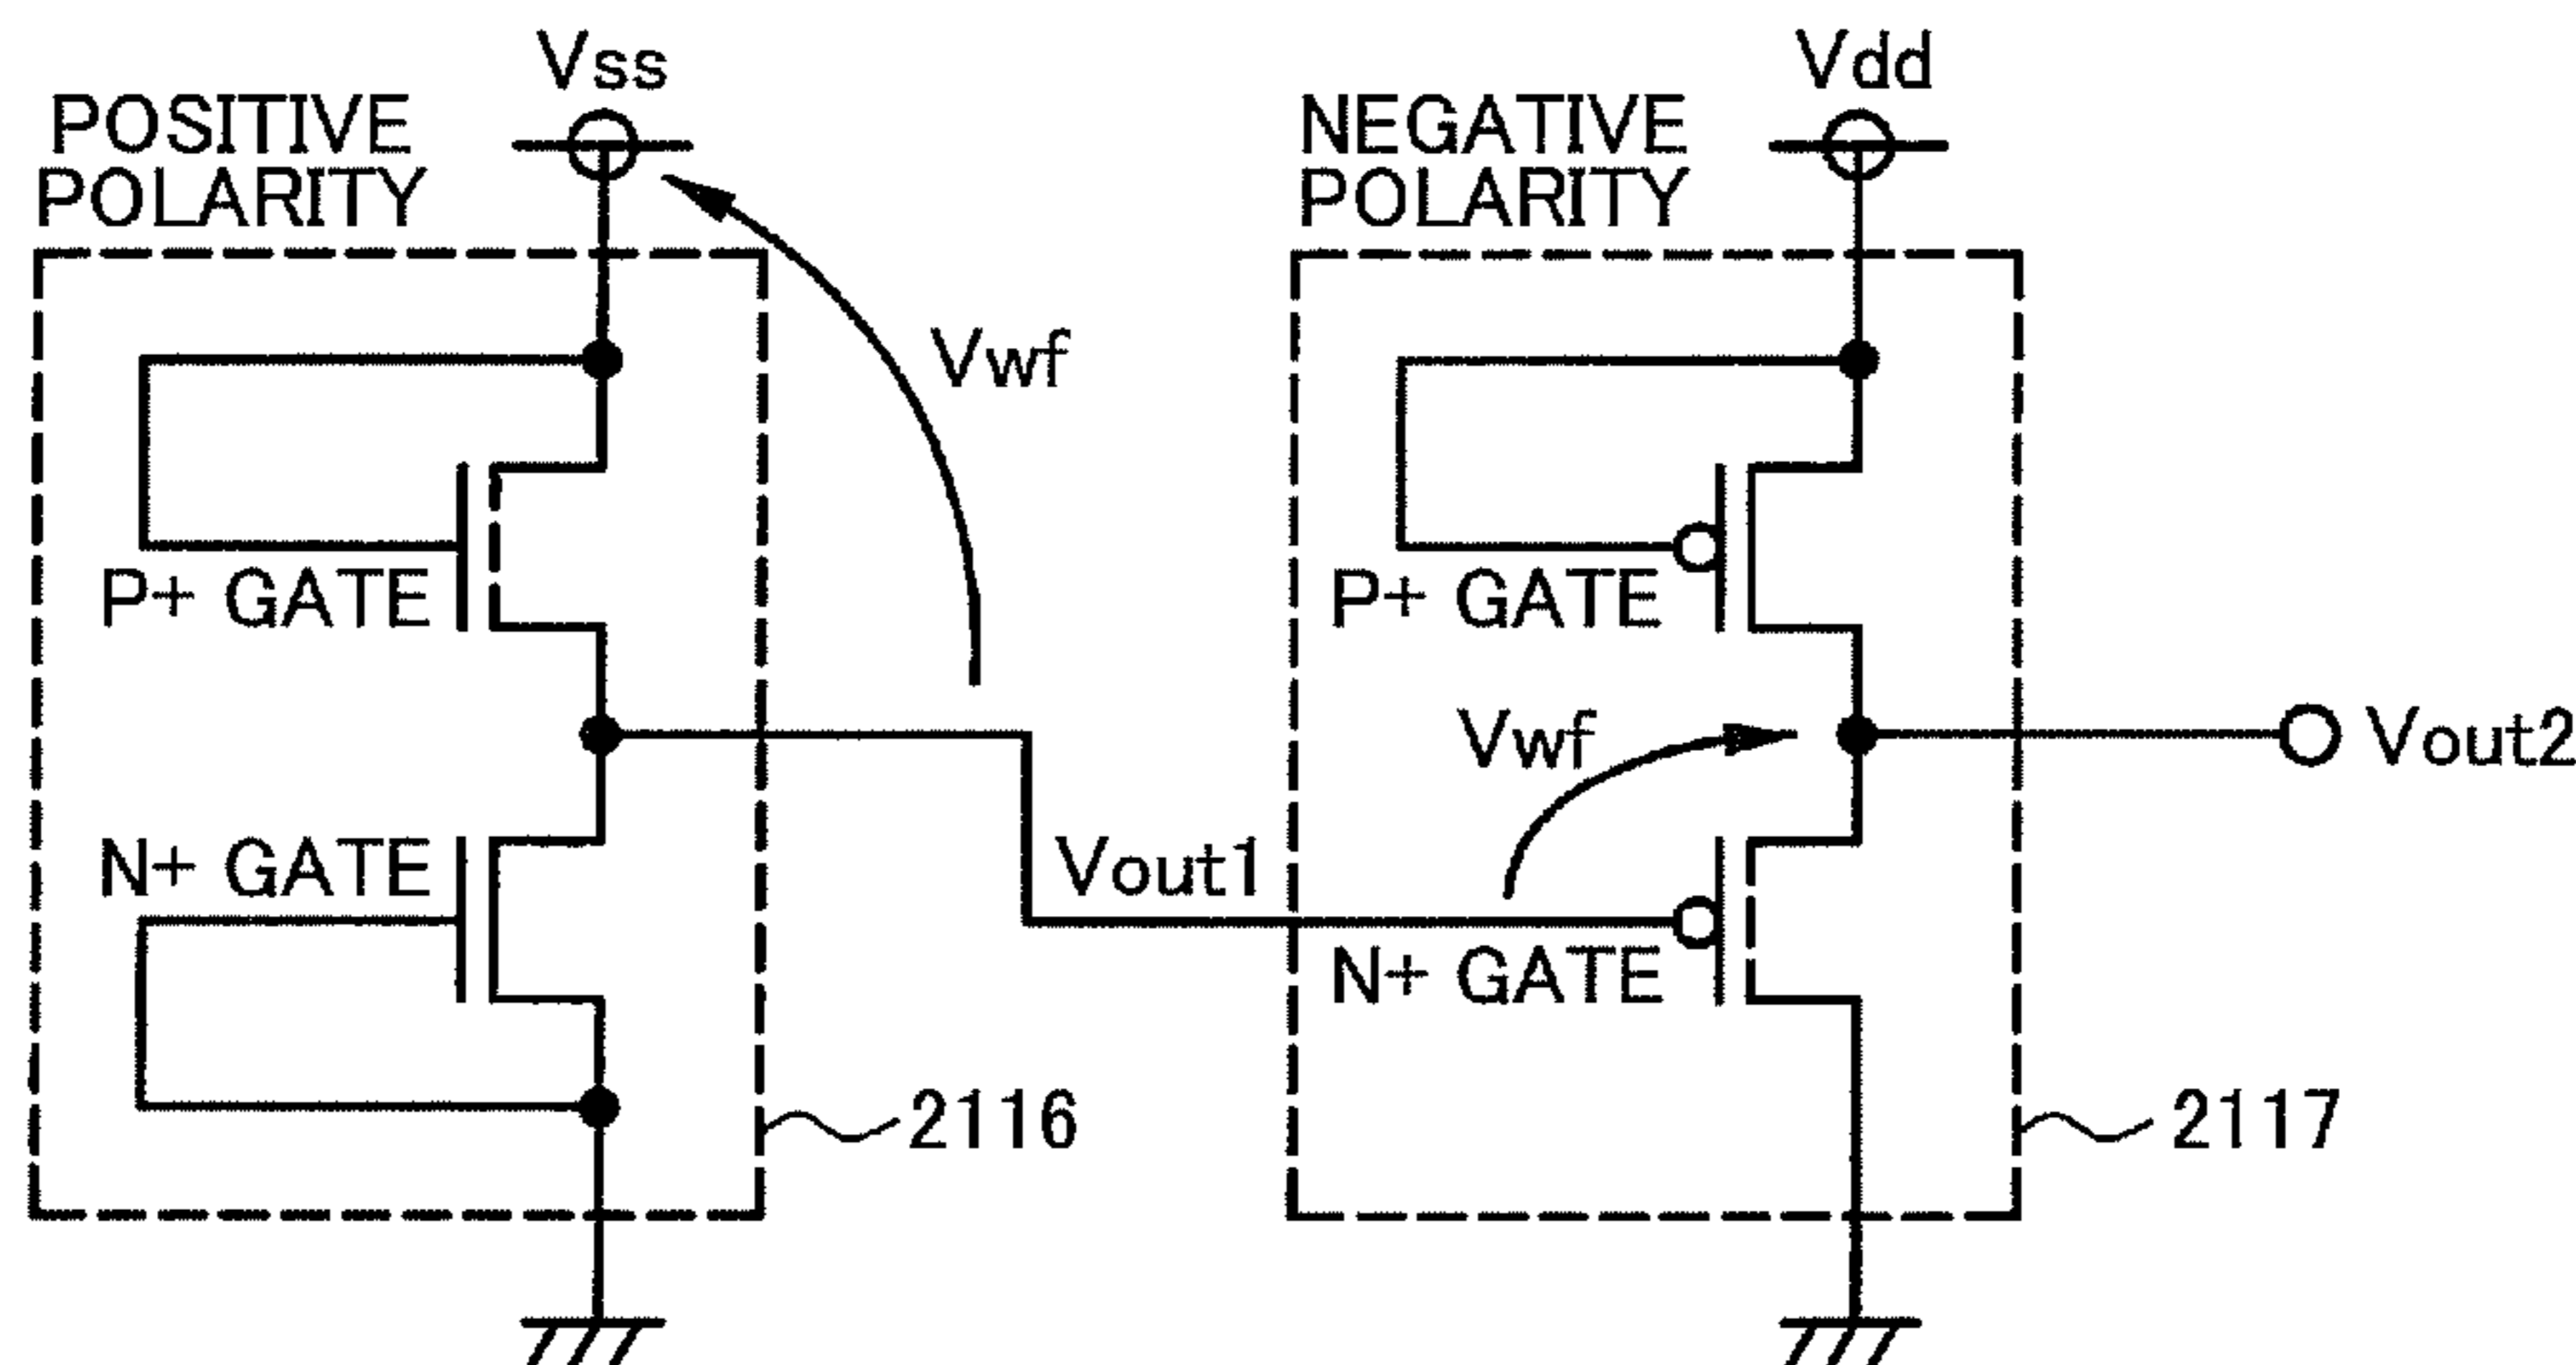 Vss
POSITIVE
POLARITY
Vwf
P+ GATE
N+ GATE
Vout1
2116
Vdd
NEGATIVE
POLARITY
P+ GATE
Vwf
N+ GATE
Vout2
2117